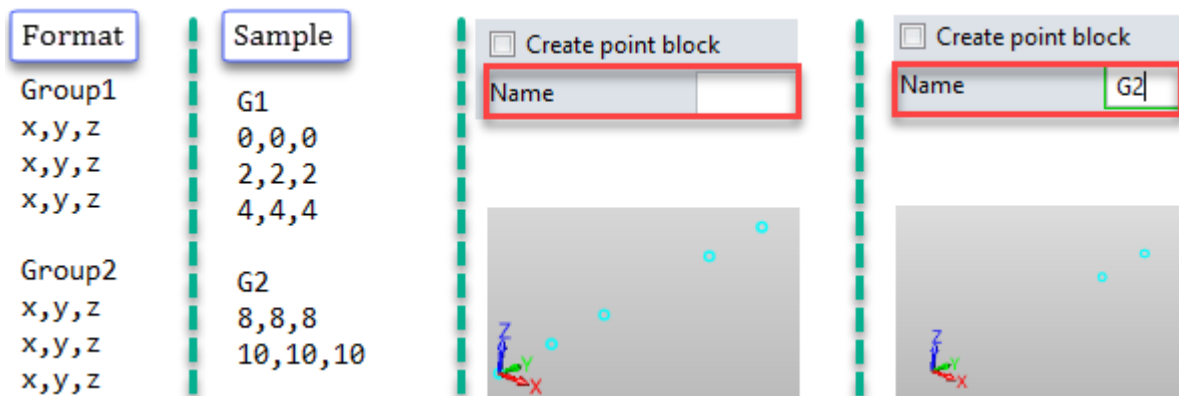 Format
Group1
x,y,z
x,y,z
x,y,z
Group2
x,y,z
x,y,z
x,y,z
Sample
G1
0,0,0
2,2,2
4,4,4
G2
8,8,8
10,10,10
Create point block
Name
Z
Y
X
Create point block
Name G2
Z
Y
X